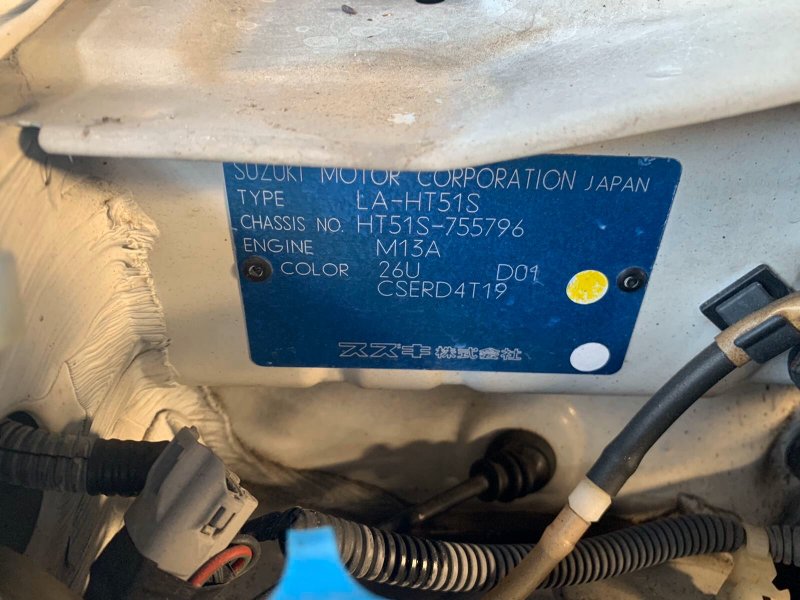 SUZUKI MOTOR CORPORATION JAPAN
TYPE LA-HT51S
CHASSIS NO. HT51S-755796
ENGINE M13A
COLOR 26U D01
CSERD4T19
スズキ株式会社